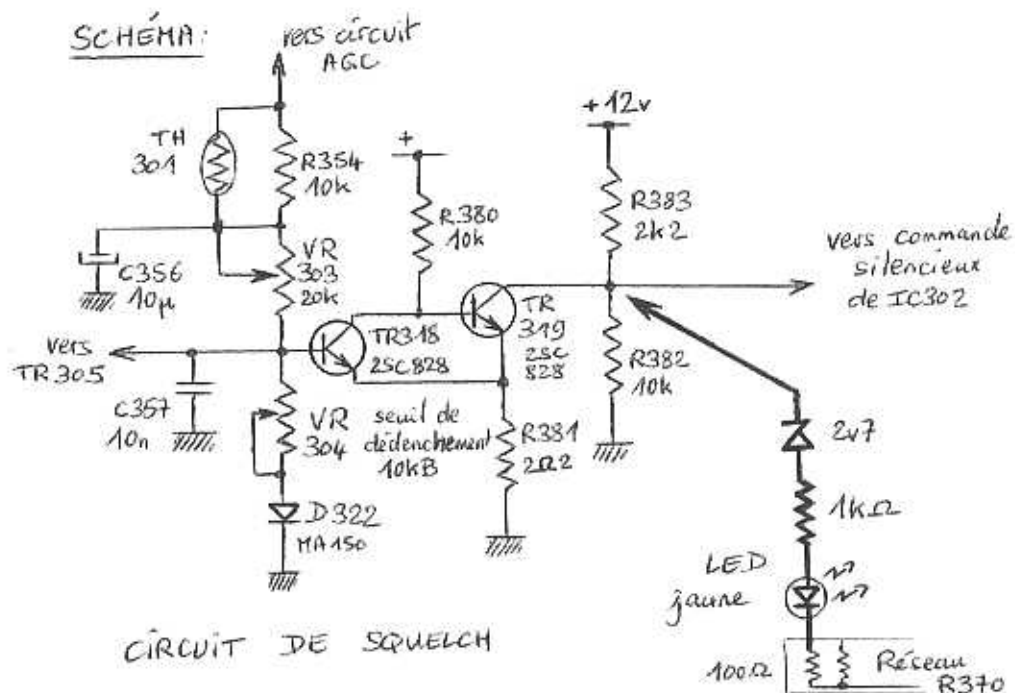 SCHÉMA:
vers circuit
AGC
TH
301
R354
10k
+
R380
10k
+12v
R383
2k2
vers commande
silencieux
de IC302
C356
10µ
VR
303
20k
vers
TR305
TR318
2SC828
TR
319
2SC
828
R382
10k
C357
10n
VR
304
seuil de
déclenchement
10kB
R381
2Ω2
2v7
1kΩ
D322
MA150
LED
jaune
CIRCUIT DE SQUELCH
100Ω
Réseau
R370